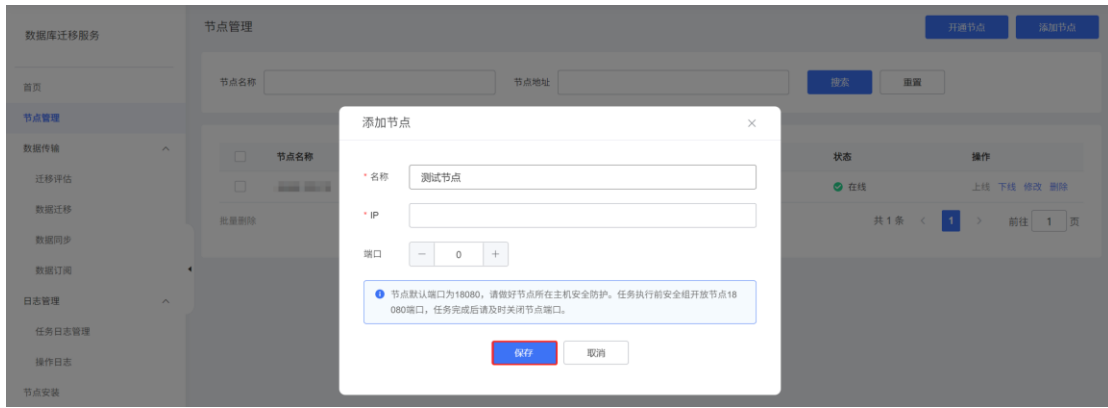 数据库迁移服务
首页
节点管理
数据传输
迁移评估
数据迁移
数据同步
数据订阅
日志管理
任务日志管理
操作日志
节点安装
节点管理
开通节点 添加节点
节点名称 节点地址 搜索 重置
节点名称 状态 操作
在线 上线 下线 修改 删除
批量删除 共 1 条 < 1 > 前往 1 页
添加节点 ×
* 名称 测试节点
* IP
端口 − 0 +
节点默认端口为18080，请做好节点所在主机安全防护。任务执行前安全组开放节点18
080端口，任务完成后请及时关闭节点端口。
保存 取消